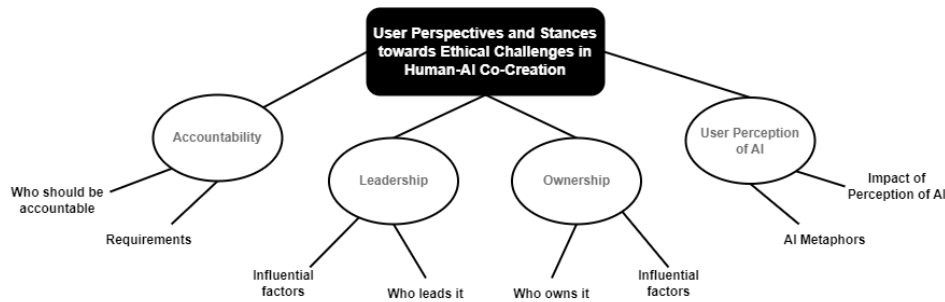 User Perspectives and Stances
towards Ethical Challenges in
Human-AI Co-Creation
Accountability
Leadership
Ownership
User Perception
of AI
Who should be
accountable
Requirements
Influential
factors
Who leads it
Who owns it
Influential
factors
AI Metaphors
Impact of
Perception of AI